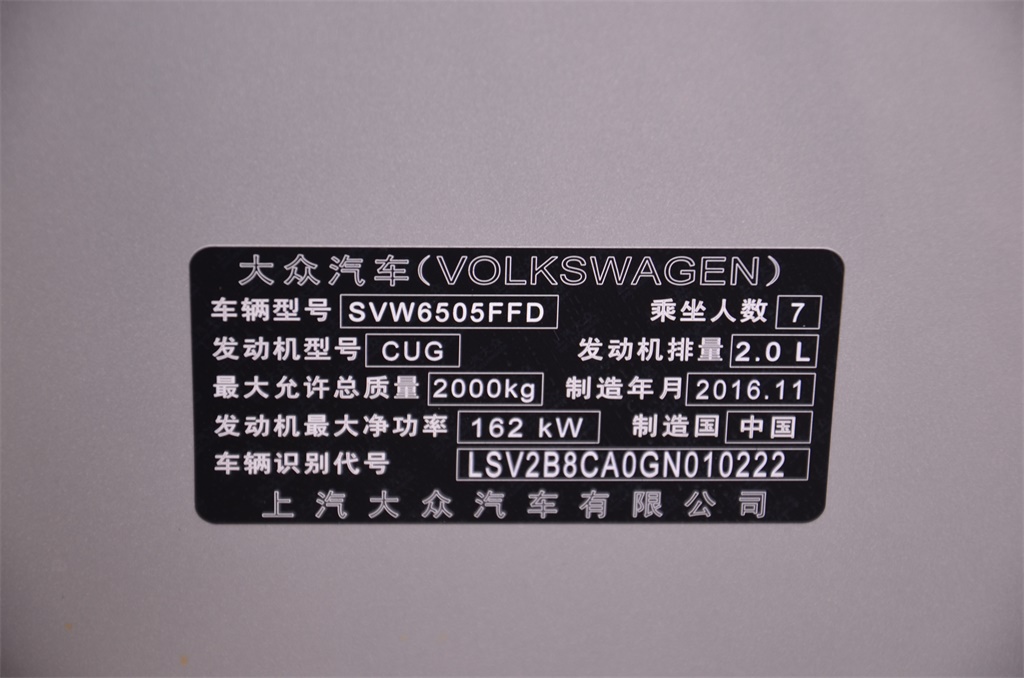 大众汽车(VOLKSWAGEN)
车辆型号 SVW6505FFD 乘坐人数 7
发动机型号 CUG 发动机排量 2.0 L
最大允许总质量 2000kg 制造年月 2016.11
发动机最大净功率 162 kW 制造国 中国
车辆识别代号 LSV2B8CA0GN010222
上汽大众汽车有限公司